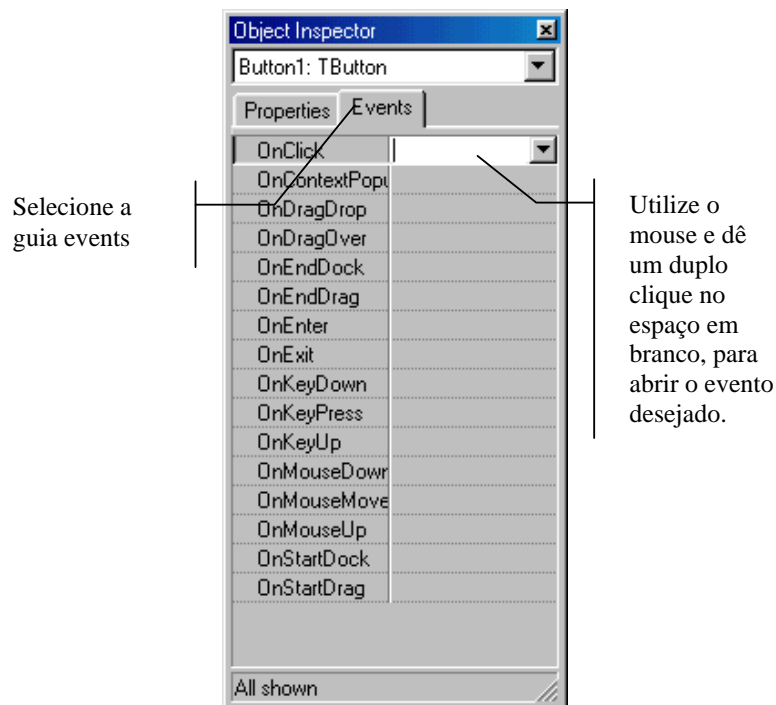 Object Inspector
Button1: TButton
Properties Events
OnClick
OnContextPopu
OnDragDrop
OnDragOver
OnEndDock
OnEndDrag
OnEnter
OnExit
OnKeyDown
OnKeyPress
OnKeyUp
OnMouseDown
OnMouseMove
OnMouseUp
OnStartDock
OnStartDrag
All shown
Selecione a
guia events
Utilize o
mouse e dê
um duplo
clique no
espaço em
branco, para
abrir o evento
desejado.